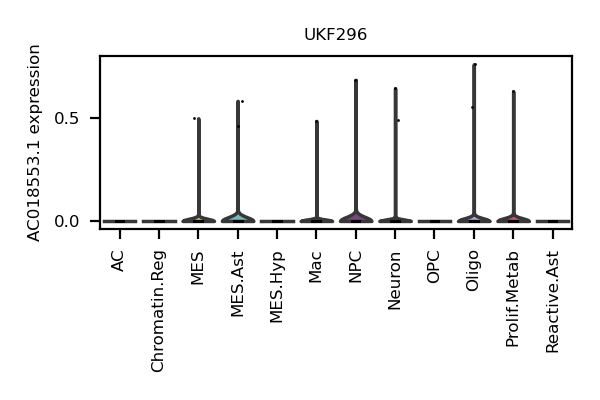 UKF296
AC018553.1 expression
0.5
0.0
AC
Chromatin.Reg
MES
MES.Ast
MES.Hyp
Mac
NPC
Neuron
OPC
Oligo
Prolif.Metab
Reactive.Ast